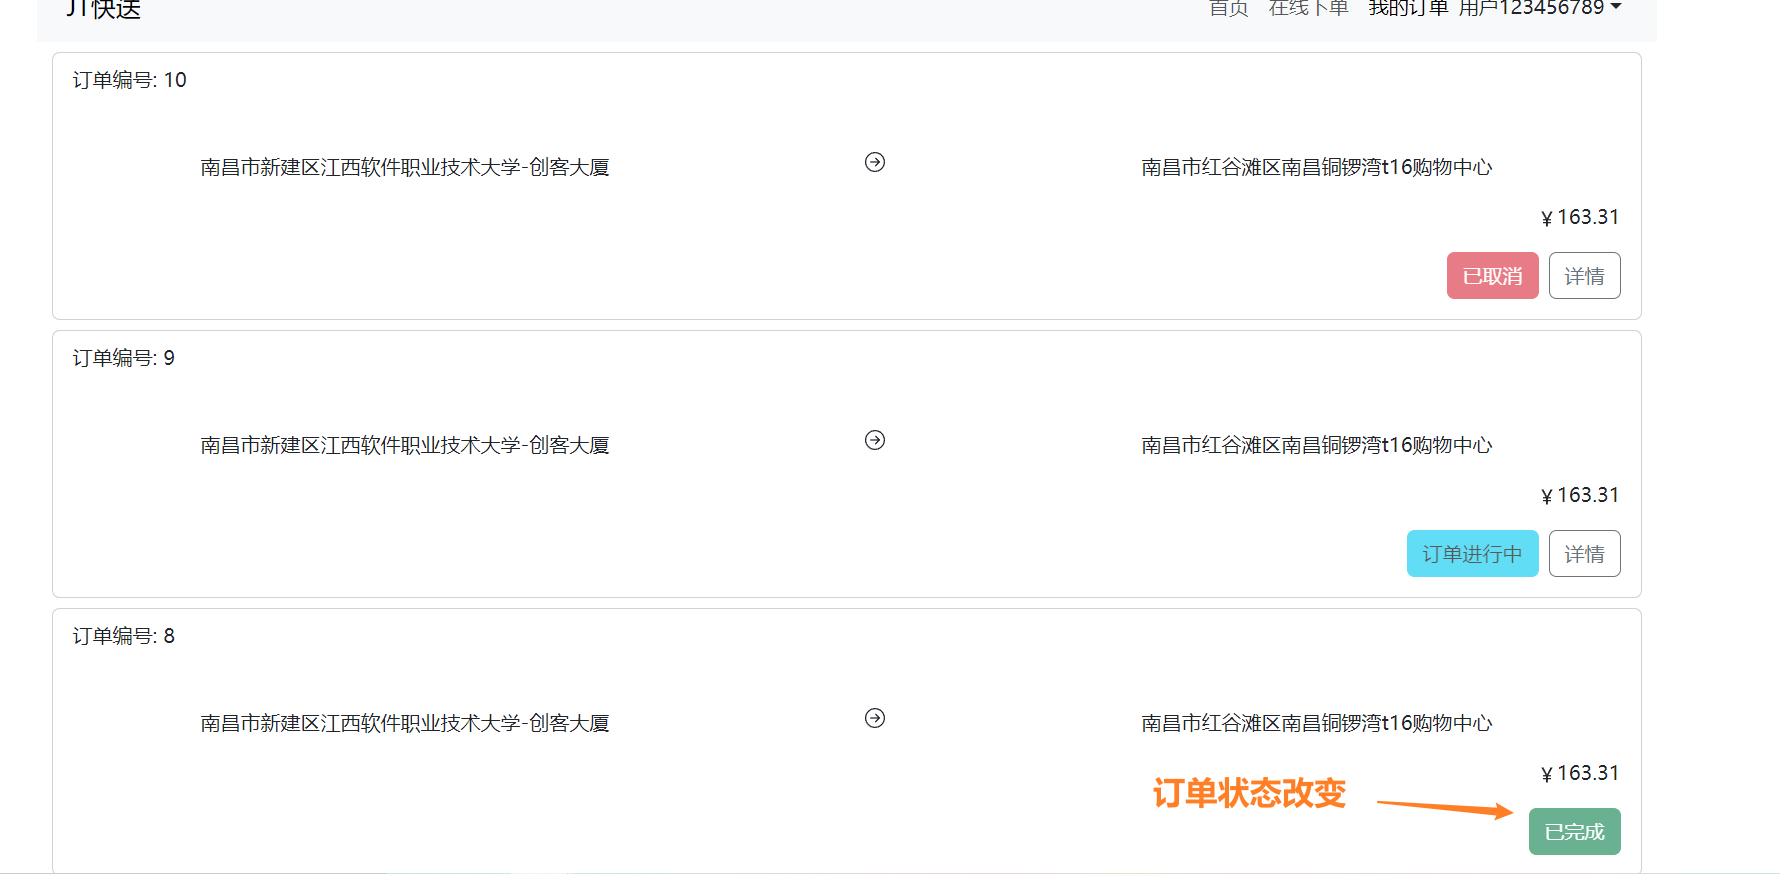 JT快送
首页 在线下单 我的订单 用户123456789
订单编号: 10
南昌市新建区江西软件职业技术大学-创客大厦 南昌市红谷滩区南昌铜锣湾t16购物中心
¥ 163.31
已取消 详情
订单编号: 9
南昌市新建区江西软件职业技术大学-创客大厦 南昌市红谷滩区南昌铜锣湾t16购物中心
¥ 163.31
订单进行中 详情
订单编号: 8
南昌市新建区江西软件职业技术大学-创客大厦 南昌市红谷滩区南昌铜锣湾t16购物中心
¥ 163.31
订单状态改变
已完成